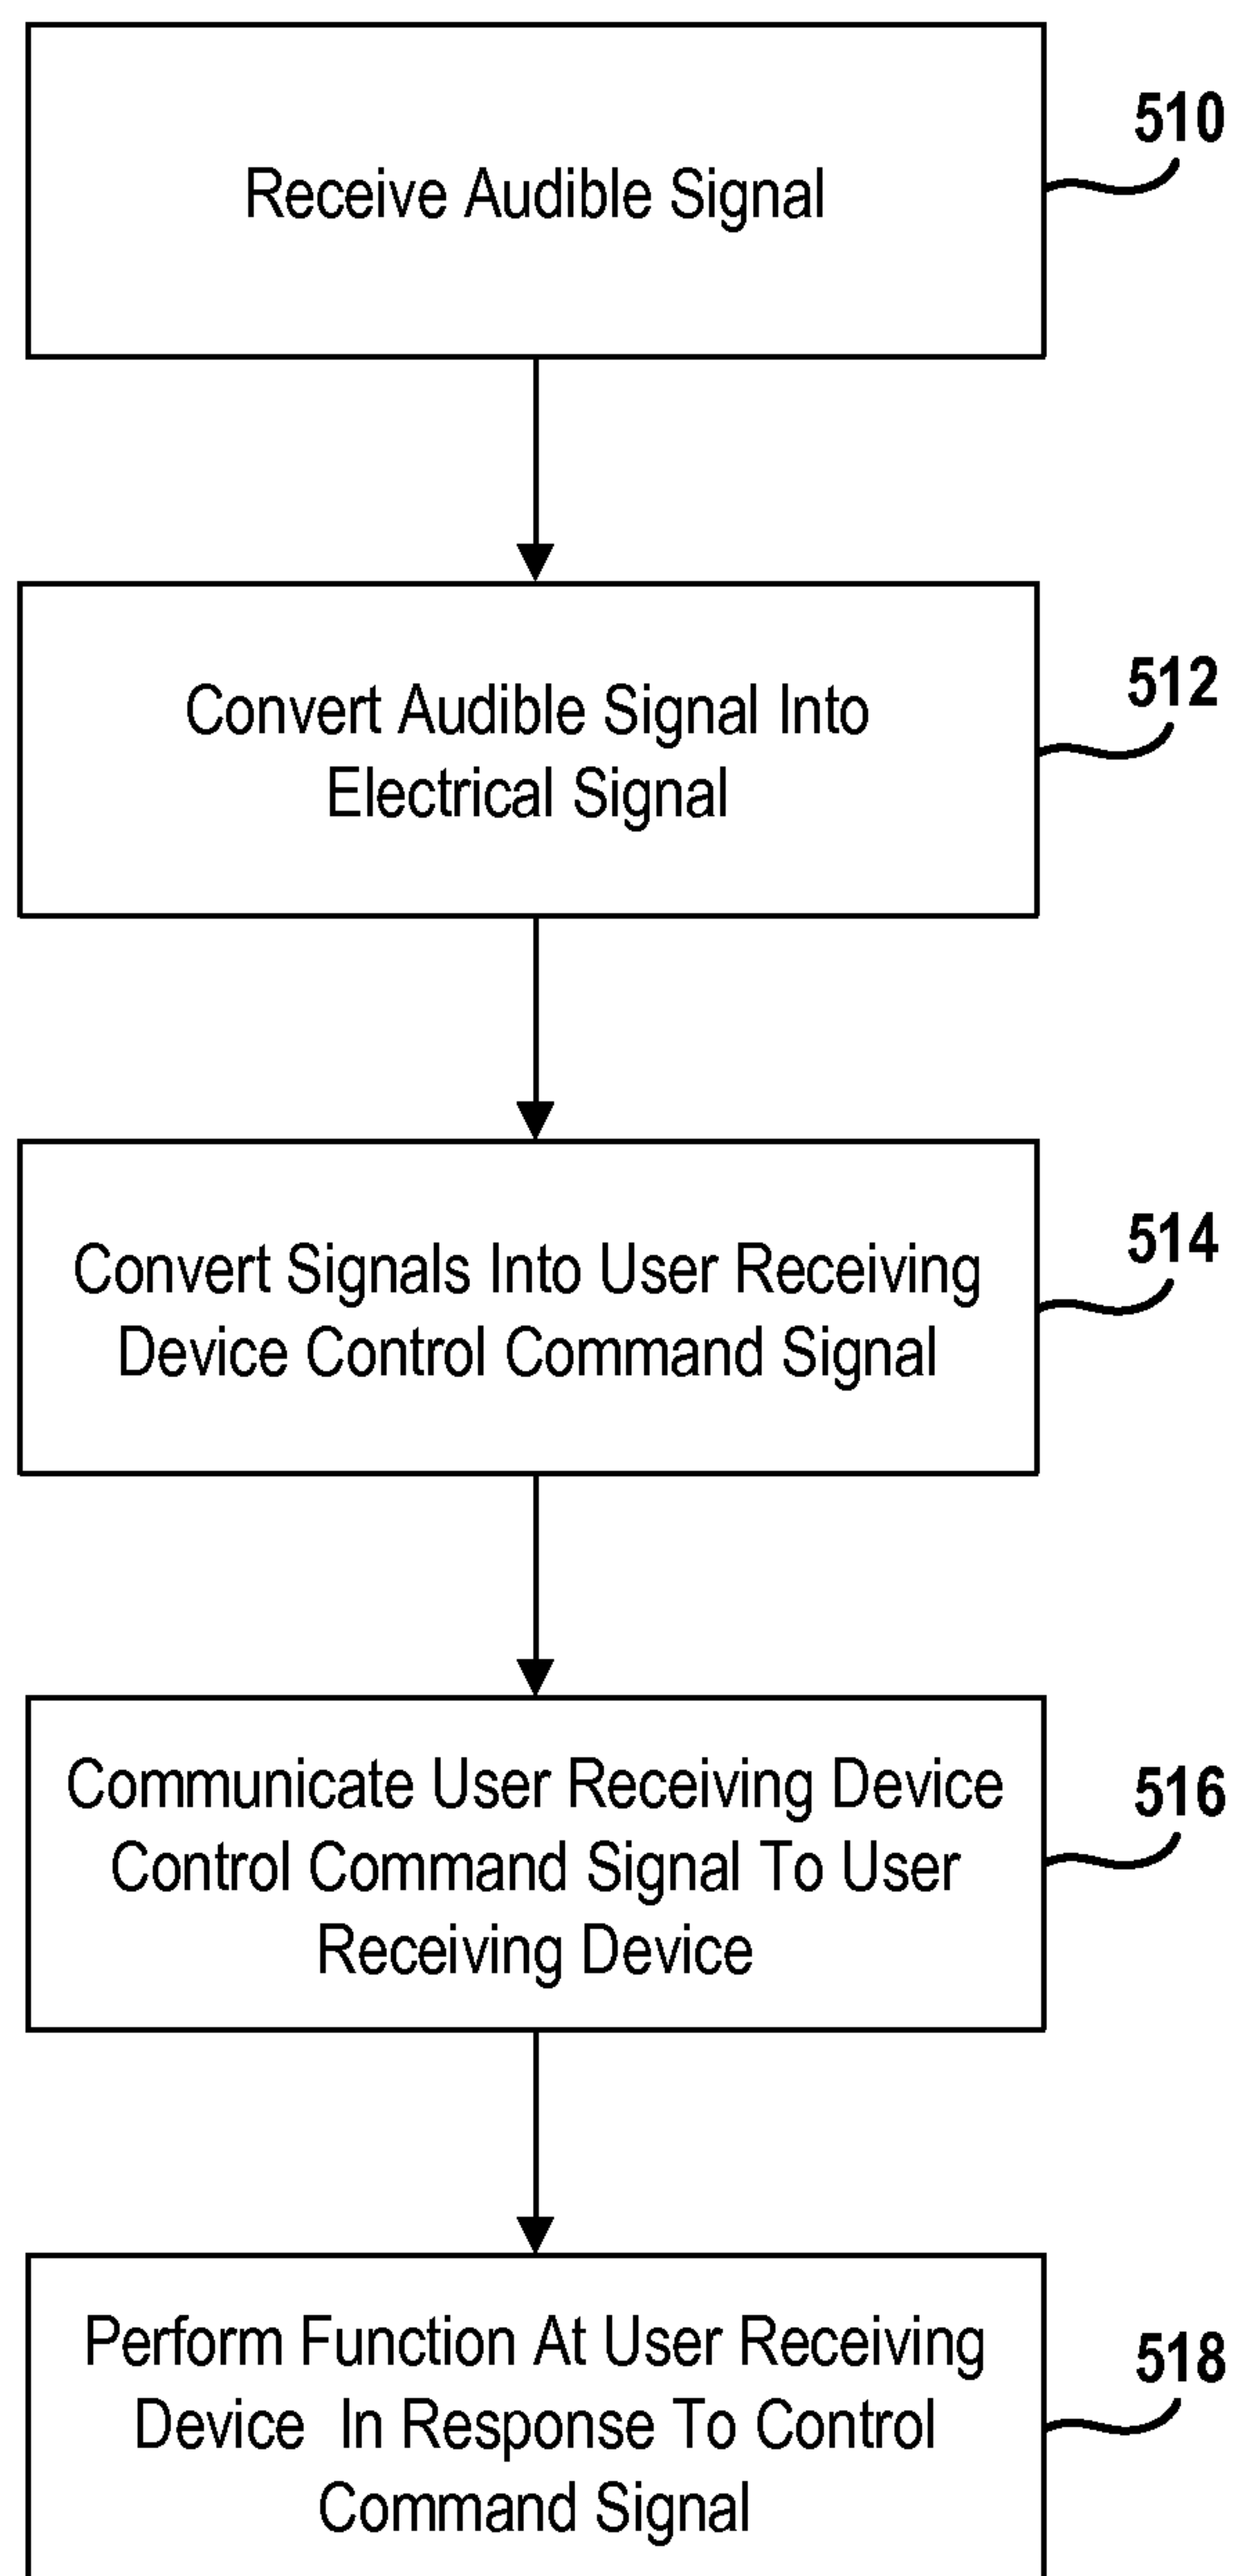 510
Receive Audible Signal
512
Convert Audible Signal Into
Electrical Signal
514
Convert Signals Into User Receiving
Device Control Command Signal
516
Communicate User Receiving Device
Control Command Signal To User
Receiving Device
518
Perform Function At User Receiving
Device In Response To Control
Command Signal